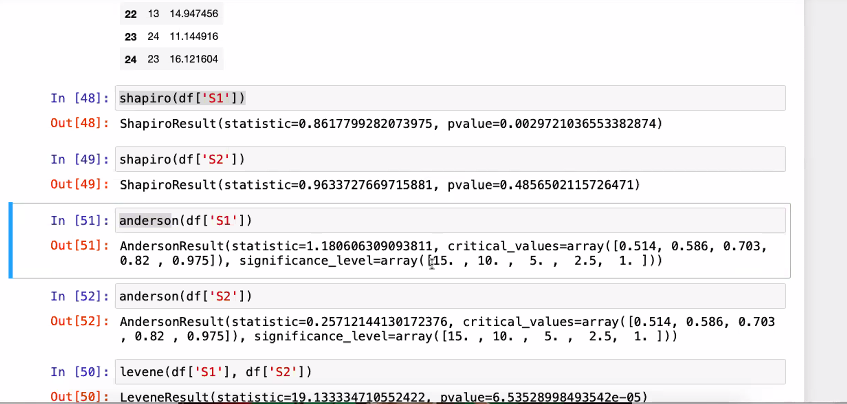 22 13 14.947456
23 24 11.144916
24 23 16.121604
In [48]: shapiro(df['S1'])
Out[48]: ShapiroResult(statistic=0.8617799282073975, pvalue=0.0029721036553382874)
In [49]: shapiro(df['S2'])
Out[49]: ShapiroResult(statistic=0.9633727669715881, pvalue=0.4856502115726471)
In [51]: anderson(df['S1'])
Out[51]: AndersonResult(statistic=1.180606309093811, critical_values=array([0.514, 0.586, 0.703,
0.82 , 0.975]), significance_level=array([15. , 10. , 5. , 2.5, 1. ]))
In [52]: anderson(df['S2'])
Out[52]: AndersonResult(statistic=0.25712144130172376, critical_values=array([0.514, 0.586, 0.703
, 0.82 , 0.975]), significance_level=array([15. , 10. , 5. , 2.5, 1. ]))
In [50]: levene(df['S1'], df['S2'])
Out[50]: LeveneResult(statistic=19.133334710552422, pvalue=6.53528998493542e-05)